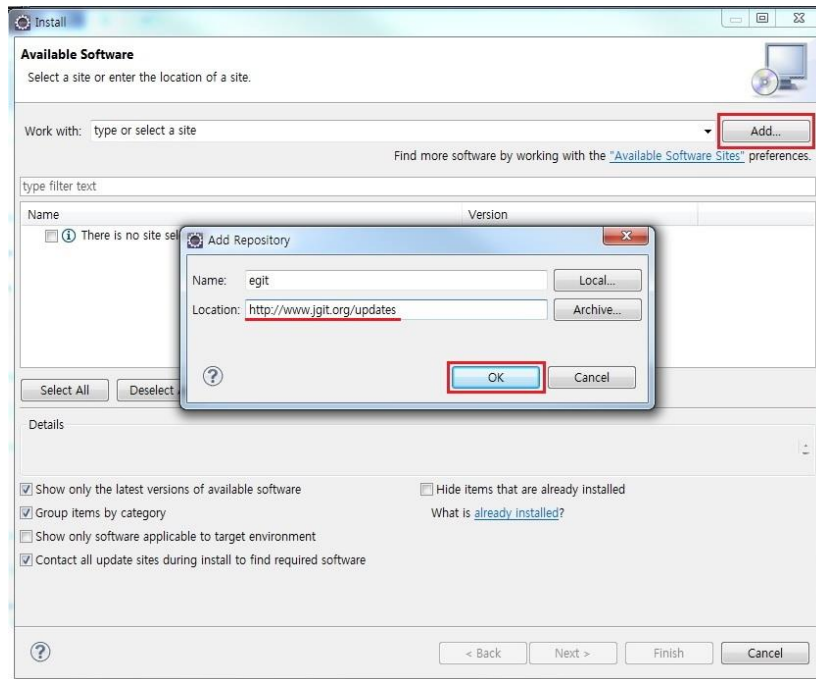 Install
Available Software
Select a site or enter the location of a site.
Work with: type or select a site Add...
Find more software by working with the "Available Software Sites" preferences.
type filter text
Name Version
There is no site sel
Add Repository
Name: egit Local...
Location: http://www.jgit.org/updates Archive...
OK Cancel
Select All Deselect
Details
Show only the latest versions of available software Hide items that are already installed
Group items by category What is already installed?
Show only software applicable to target environment
Contact all update sites during install to find required software
< Back Next > Finish Cancel